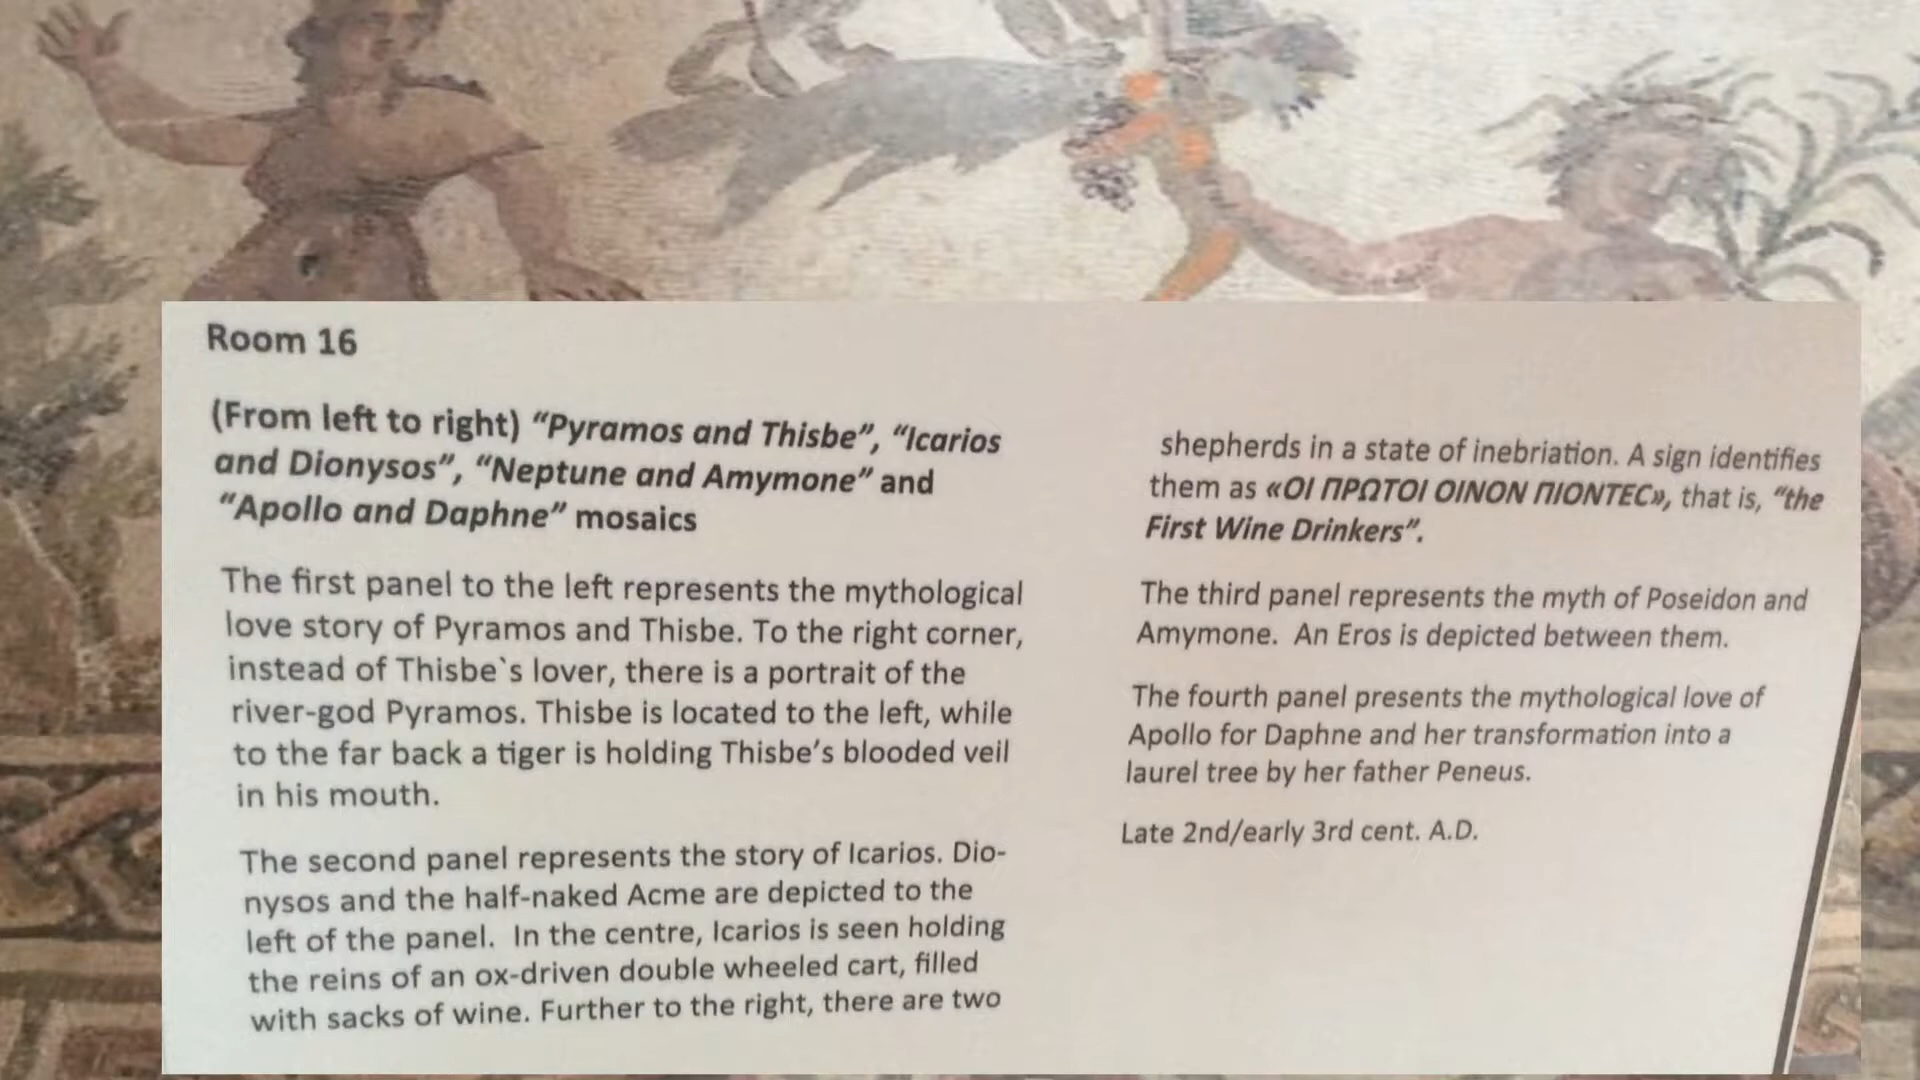 Room 16
(From left to right) “Pyramos and Thisbe”, “Icarios
and Dionysos”, “Neptune and Amymone” and
“Apollo and Daphne” mosaics
The first panel to the left represents the mythological
love story of Pyramos and Thisbe. To the right corner,
instead of Thisbe`s lover, there is a portrait of the
river-god Pyramos. Thisbe is located to the left, while
to the far back a tiger is holding Thisbe’s blooded veil
in his mouth.
The second panel represents the story of Icarios. Dio-
nysos and the half-naked Acme are depicted to the
left of the panel. In the centre, Icarios is seen holding
the reins of an ox-driven double wheeled cart, filled
with sacks of wine. Further to the right, there are two
shepherds in a state of inebriation. A sign identifies
them as «ΟΙ ΠΡΩΤΟΙ ΟΙΝΟΝ ΠΙΟΝΤΕC», that is, “the
First Wine Drinkers”.
The third panel represents the myth of Poseidon and
Amymone. An Eros is depicted between them.
The fourth panel presents the mythological love of
Apollo for Daphne and her transformation into a
laurel tree by her father Peneus.
Late 2nd/early 3rd cent. A.D.